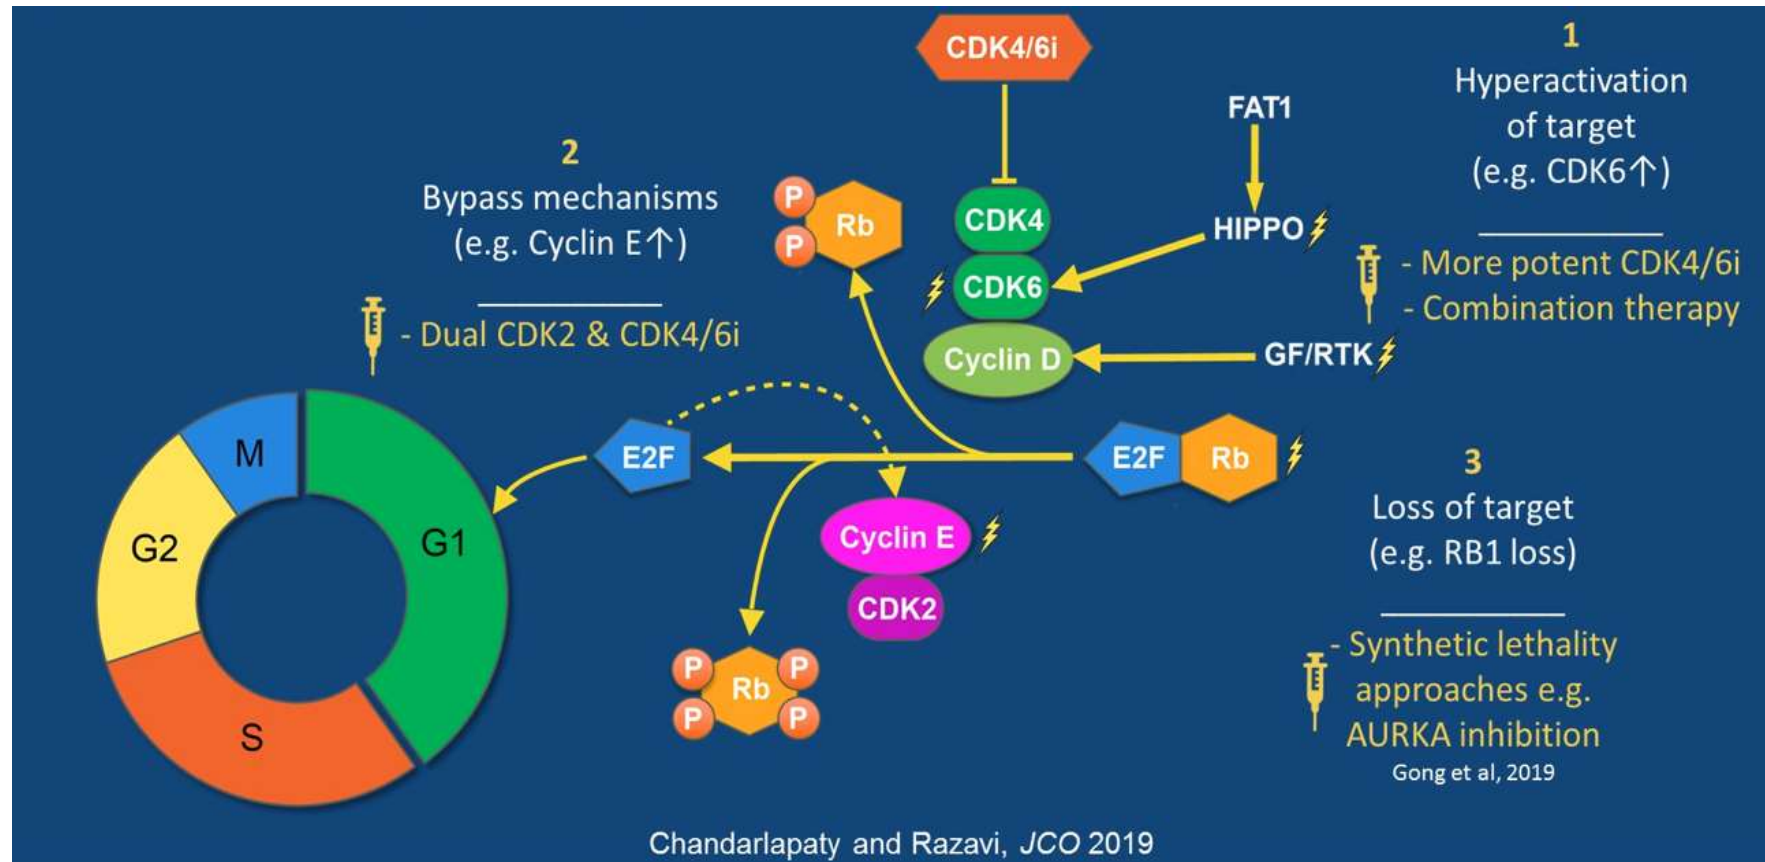 CDK4/6i
1
Hyperactivation
of target
(e.g. CDK6↑)
- More potent CDK4/6i
- Combination therapy
FAT1
HIPPO
2
Bypass mechanisms
(e.g. Cyclin E↑)
- Dual CDK2 & CDK4/6i
P
P
Rb
CDK4
CDK6
Cyclin D
GF/RTK
E2F
E2F
Rb
3
Loss of target
(e.g. RB1 loss)
- Synthetic lethality
approaches e.g.
AURKA inhibition
Gong et al, 2019
M
G1
G2
S
Cyclin E
CDK2
P
P
Rb
P
P
Chandarlapaty and Razavi, JCO 2019